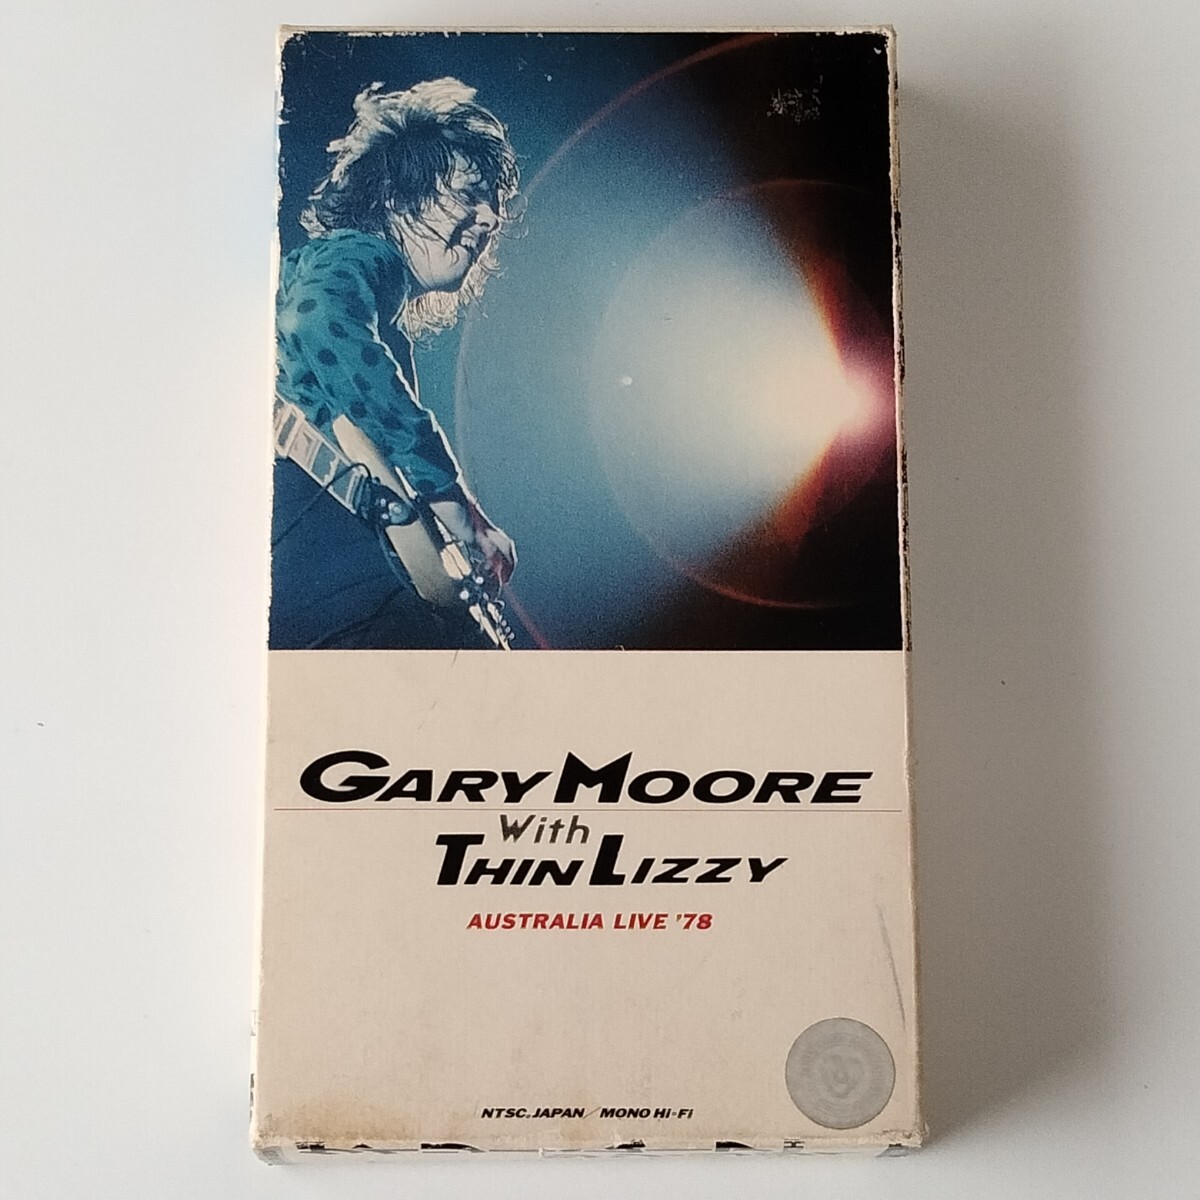 GARY MOORE
With
THIN LIZZY
AUSTRALIA LIVE '78
NTSC.JAPAN/MONO Hi-Fi